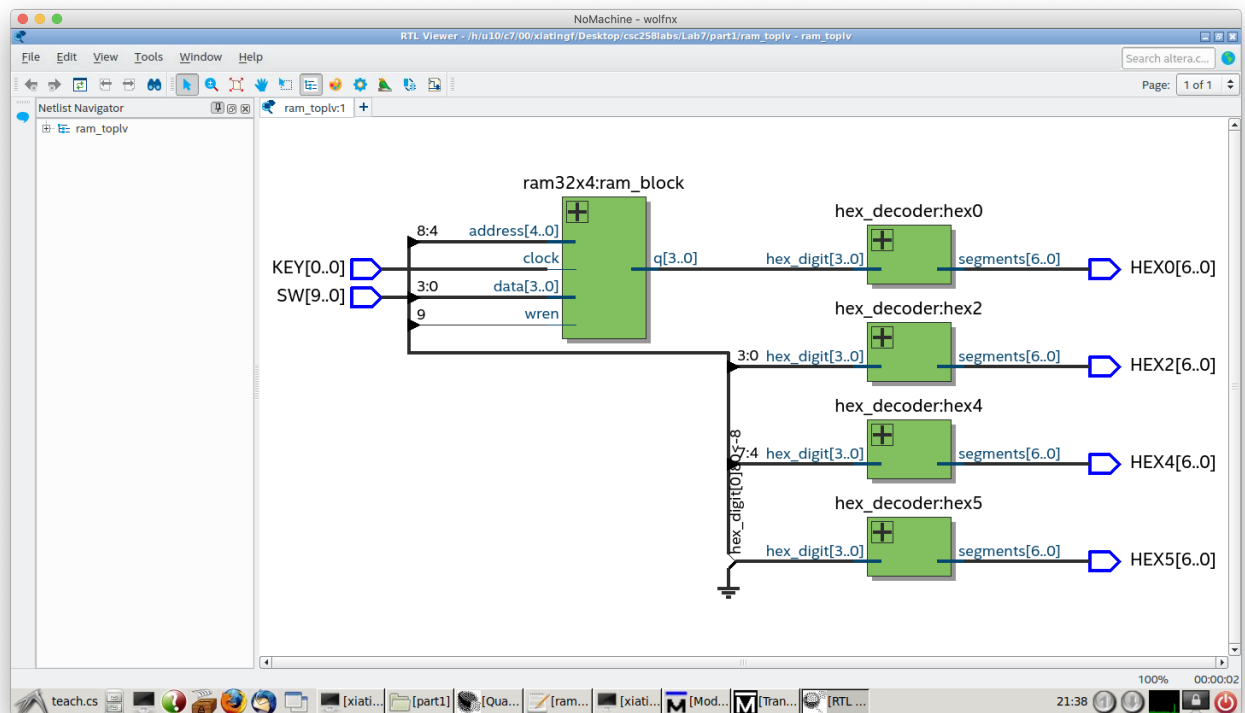 NoMachine - wolfnx
RTL Viewer - /h/u10/c7/00/xiatingf/Desktop/csc258labs/Lab7/part1/ram_toplv - ram_toplv
File Edit View Tools Window Help
Search altera.c...
Page: 1 of 1
Netlist Navigator
ram_toplv:1
ram_toplv
ram32x4:ram_block
hex_decoder:hex0
8:4 address[4..0]
KEY[0..0] clock q[3..0] hex_digit[3..0] segments[6..0] HEX0[6..0]
SW[9..0] 3:0 data[3..0]
hex_decoder:hex2
9 wren
3:0 hex_digit[3..0] segments[6..0] HEX2[6..0]
hex_decoder:hex4
7:4 hex_digit[3..0] segments[6..0] HEX4[6..0]
hex_decoder:hex5
hex_digit[3..0] segments[6..0] HEX5[6..0]
100% 00:00:02
teach.cs [xiati... [part1] [Qua... [ram... [xiati... [Mod... [Tran... [RTL ... 21:38